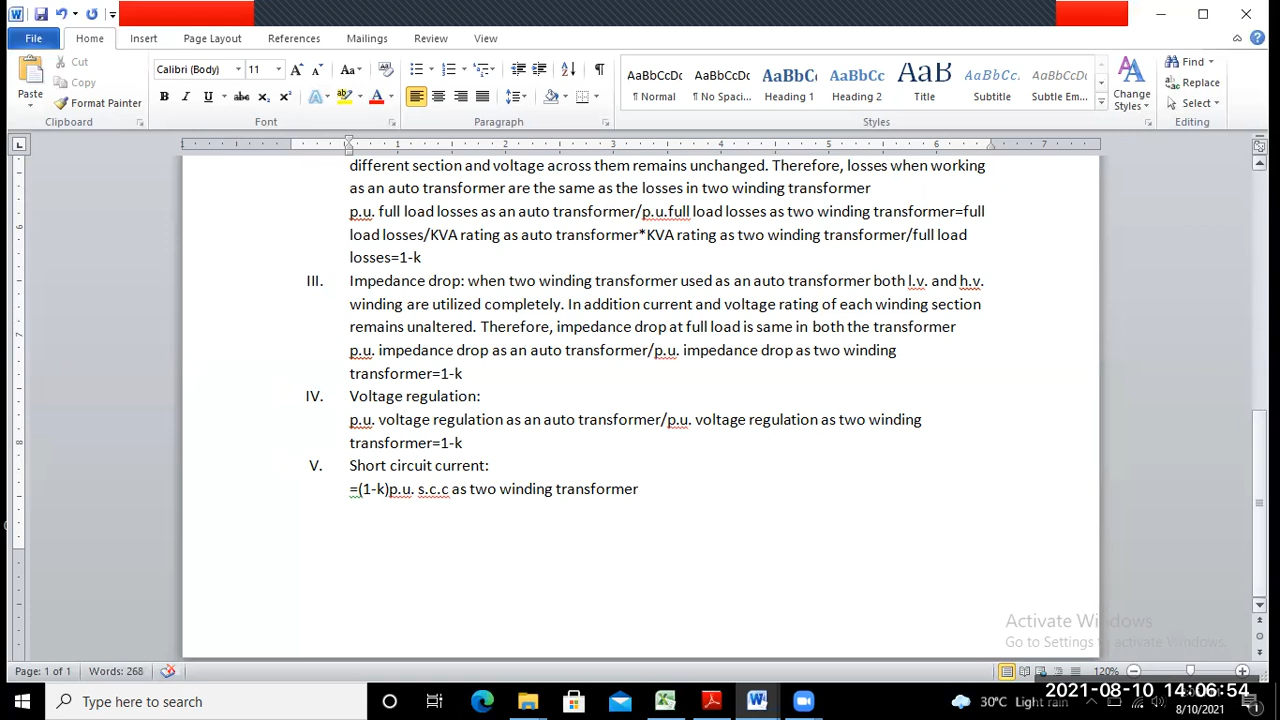 File Home Insert Page Layout References Mailings Review View
Paste Cut Copy Format Painter Clipboard
Calibri (Body) 11 Font
Paragraph
AaBbCcDc AaBbCcDc AaBbC AaBbCc AaB AaBbCc. AaBbCcDc
¶ Normal ¶ No Spaci... Heading 1 Heading 2 Title Subtitle Subtle Em...
Styles
Change Styles
Find Replace Select Editing
1 1 2 3 4 5 6 7
different section and voltage across them remains unchanged. Therefore, losses when working
as an auto transformer are the same as the losses in two winding transformer
p.u. full load losses as an auto transformer/p.u.full load losses as two winding transformer=full
load losses/KVA rating as auto transformer*KVA rating as two winding transformer/full load
losses=1-k
III. Impedance drop: when two winding transformer used as an auto transformer both l.v. and h.v.
winding are utilized completely. In addition current and voltage rating of each winding section
remains unaltered. Therefore, impedance drop at full load is same in both the transformer
p.u. impedance drop as an auto transformer/p.u. impedance drop as two winding
transformer=1-k
IV. Voltage regulation:
p.u. voltage regulation as an auto transformer/p.u. voltage regulation as two winding
transformer=1-k
V. Short circuit current:
=(1-k)p.u. s.c.c as two winding transformer
Activate Windows
Go to Settings to activate Windows.
Page: 1 of 1 Words: 268 120%
Type here to search 30°C Light rain
2021-08-10 14:06:54
8/10/2021